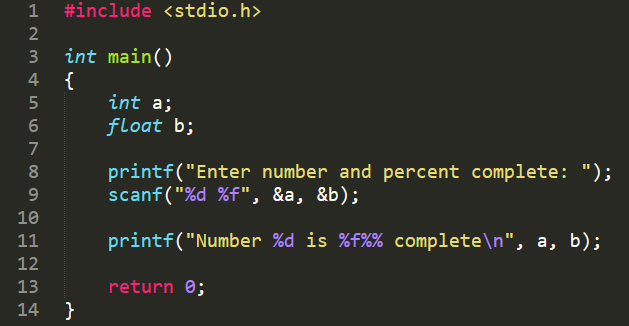 1 #include <stdio.h>
2
3 int main()
4 {
5     int a;
6     float b;
7
8     printf("Enter number and percent complete: ");
9     scanf("%d %f", &a, &b);
10
11     printf("Number %d is %f%% complete\n", a, b);
12
13     return 0;
14 }